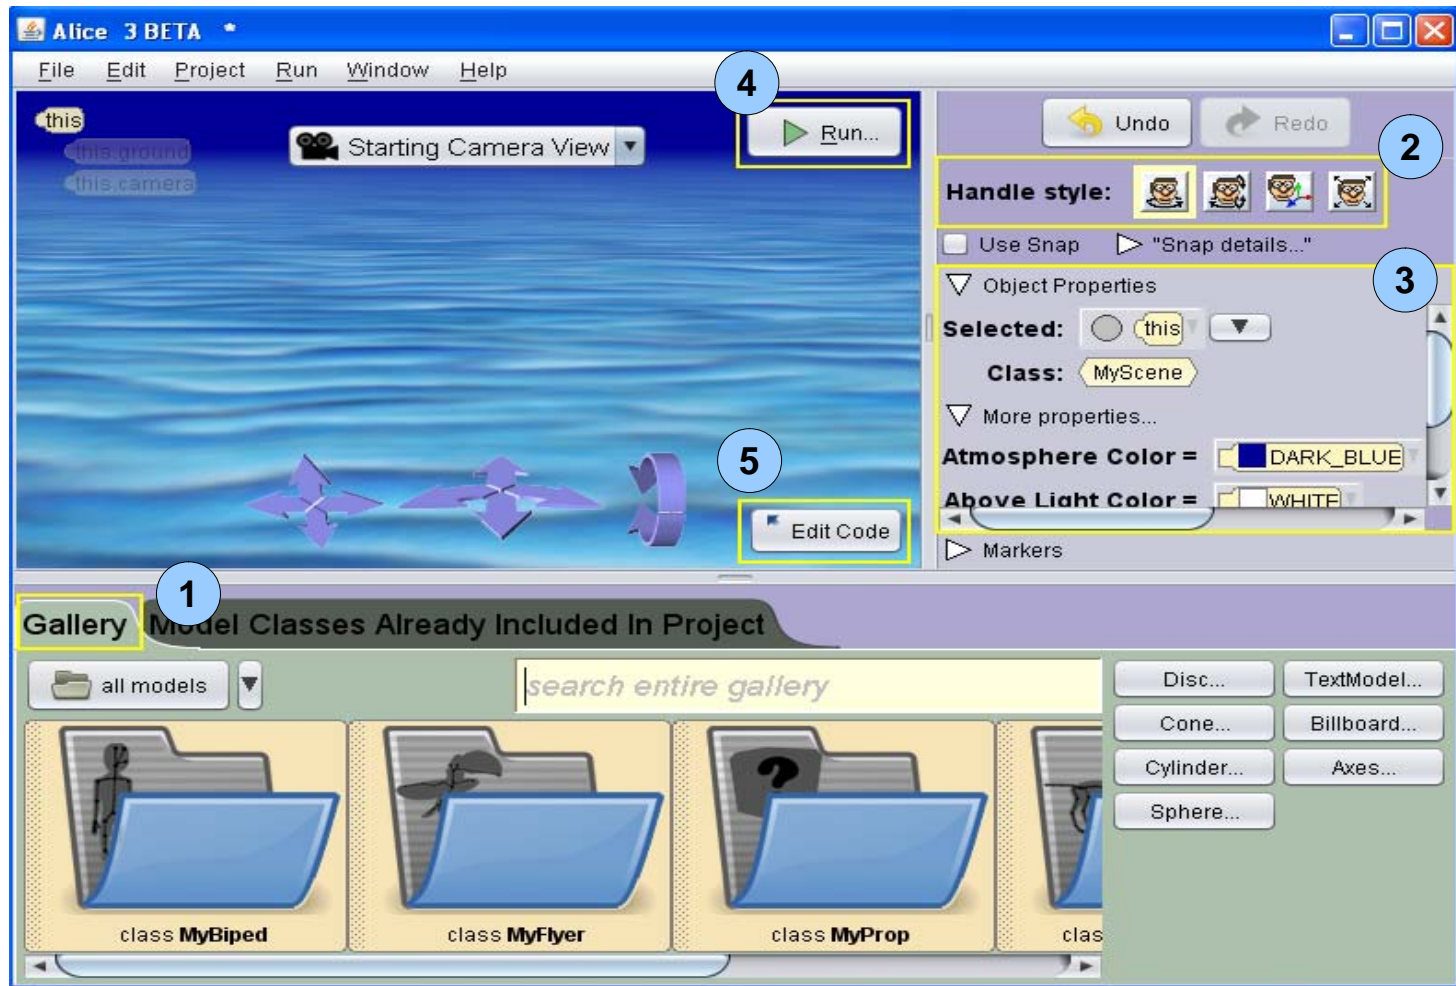 Alice 3 BETA *
File Edit Project Run Window Help
4
this
this.ground
this.camera
Starting Camera View
Run...
Undo
Redo
2
Handle style:
Use Snap "Snap details..."
3
Object Properties
Selected: this
Class: MyScene
More properties...
Atmosphere Color = DARK_BLUE
Above Light Color = WHITE
Markers
5
Edit Code
1
Gallery
Model Classes Already Included In Project
all models
search entire gallery
Disc... TextModel...
Cone... Billboard...
Cylinder... Axes...
Sphere...
?
class MyBiped
class MyFlyer
class MyProp
clas